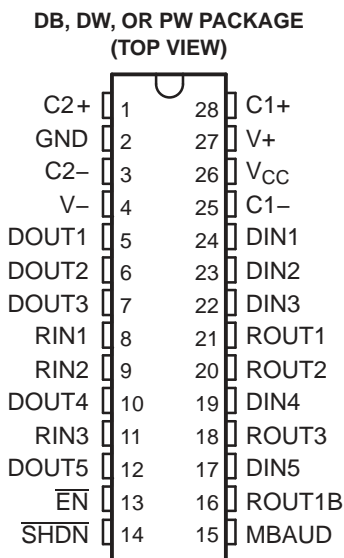 DB, DW, OR PW PACKAGE
(TOP VIEW)
C2+ 1 28 C1+
GND 2 27 V+
C2− 3 26 VCC
V− 4 25 C1−
DOUT1 5 24 DIN1
DOUT2 6 23 DIN2
DOUT3 7 22 DIN3
RIN1 8 21 ROUT1
RIN2 9 20 ROUT2
DOUT4 10 19 DIN4
RIN3 11 18 ROUT3
DOUT5 12 17 DIN5
E̅N̅ 13 16 ROUT1B
S̅H̅D̅N̅ 14 15 MBAUD